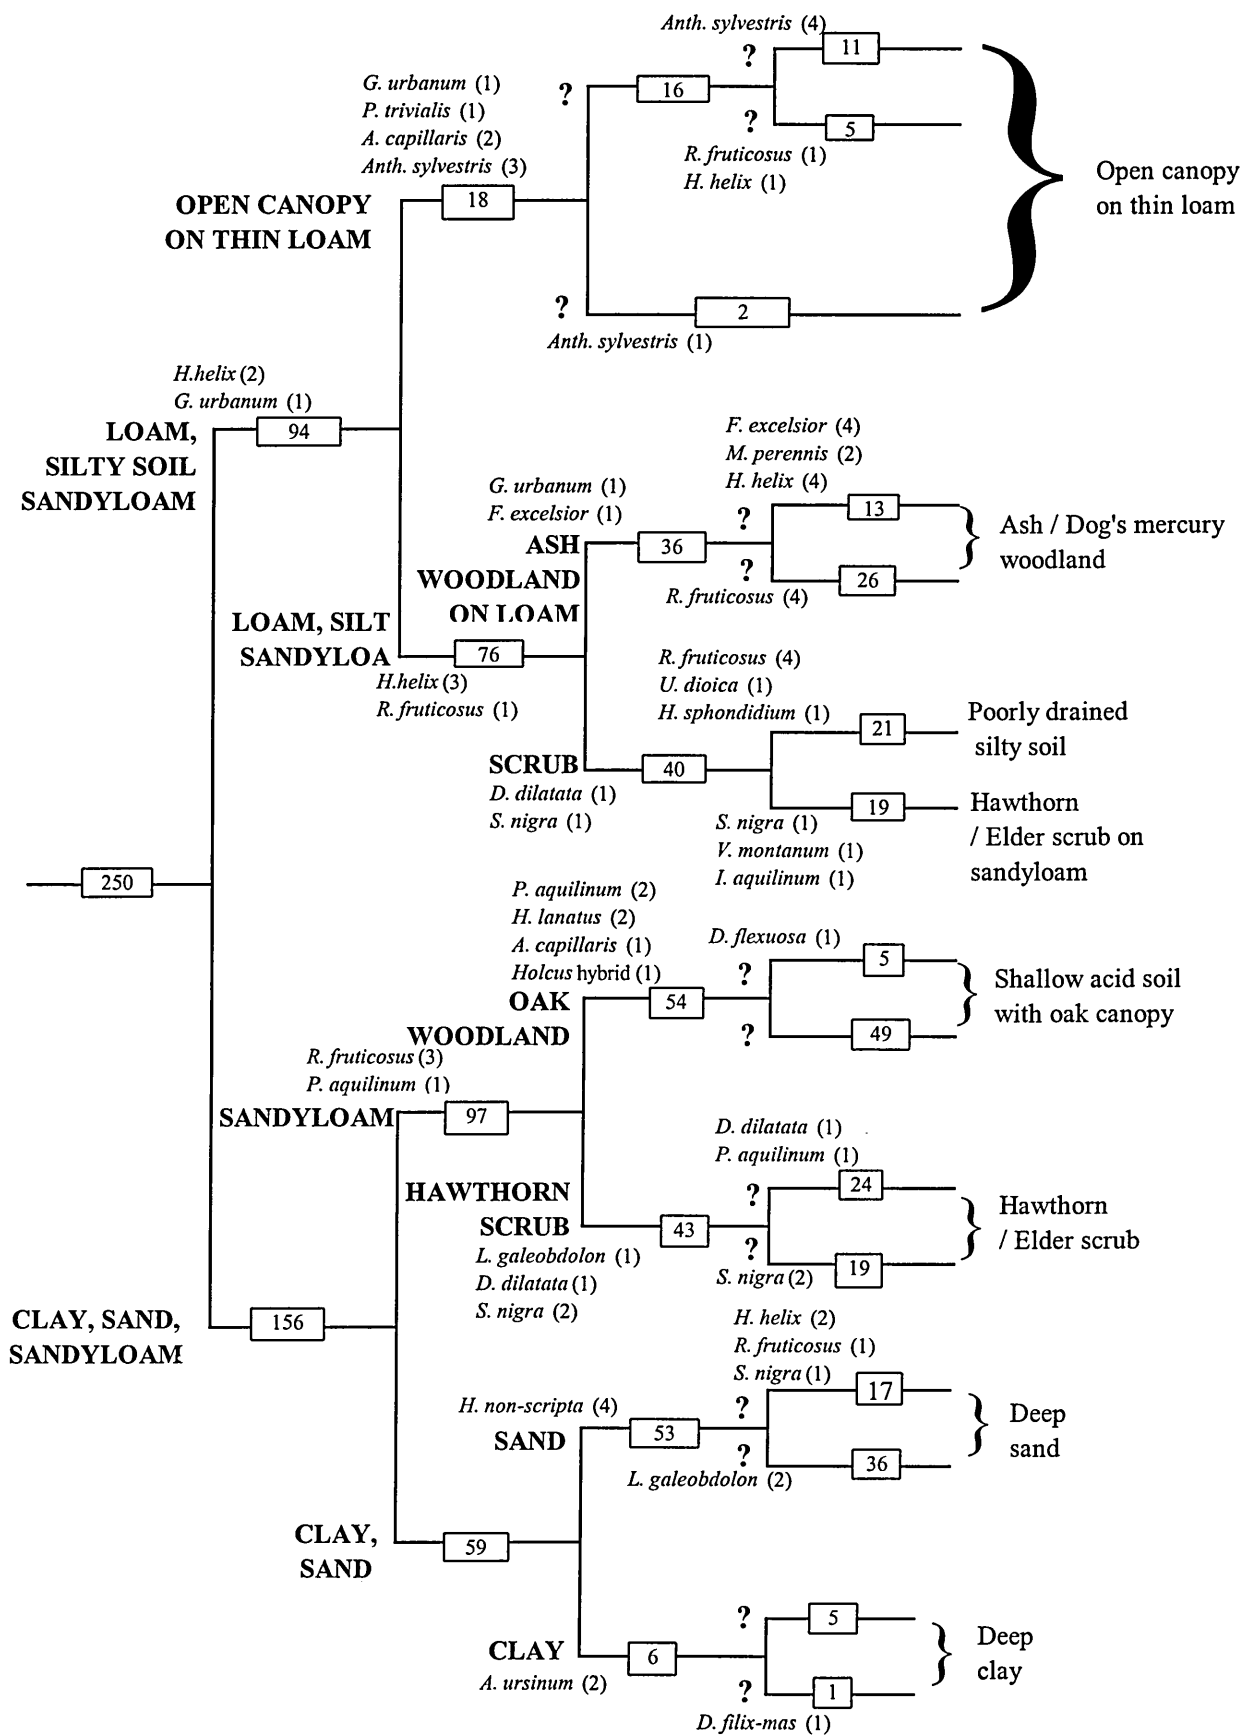 Anth. sylvestris (4)
?
11
G. urbanum (1)
P. trivialis (1)
A. capillaris (2)
Anth. sylvestris (3)
?
16
?
5
R. fruticosus (1)
H. helix (1)
Open canopy
on thin loam
OPEN CANOPY
ON THIN LOAM
18
?
2
Anth. sylvestris (1)
H.helix (2)
G. urbanum (1)
LOAM,
SILTY SOIL
SANDYLOAM
94
F. excelsior (4)
M. perennis (2)
H. helix (4)
G. urbanum (1)
F. excelsior (1)
ASH
WOODLAND
ON LOAM
36
?
13
?
26
R. fruticosus (4)
Ash / Dog's mercury
woodland
LOAM, SILT
SANDYLOA
76
H.helix (3)
R. fruticosus (1)
R. fruticosus (4)
U. dioica (1)
H. sphondidium (1)
21
Poorly drained
silty soil
SCRUB
40
D. dilatata (1)
S. nigra (1)
19
S. nigra (1)
V. montanum (1)
I. aquilinum (1)
Hawthorn
/ Elder scrub on
sandyloam
250
P. aquilinum (2)
H. lanatus (2)
A. capillaris (1)
Holcus hybrid (1)
OAK
WOODLAND
54
D. flexuosa (1)
?
5
?
49
Shallow acid soil
with oak canopy
R. fruticosus (3)
P. aquilinum (1)
SANDYLOAM
97
D. dilatata (1)
P. aquilinum (1)
?
24
HAWTHORN
SCRUB
43
L. galeobdolon (1)
D. dilatata (1)
S. nigra (2)
?
19
S. nigra (2)
Hawthorn
/ Elder scrub
CLAY, SAND,
SANDYLOAM
156
H. helix (2)
R. fruticosus (1)
S. nigra (1)
17
H. non-scripta (4)
SAND
53
?
?
36
L. galeobdolon (2)
Deep
sand
CLAY,
SAND
59
?
5
CLAY
6
A. ursinum (2)
?
1
D. filix-mas (1)
Deep
clay